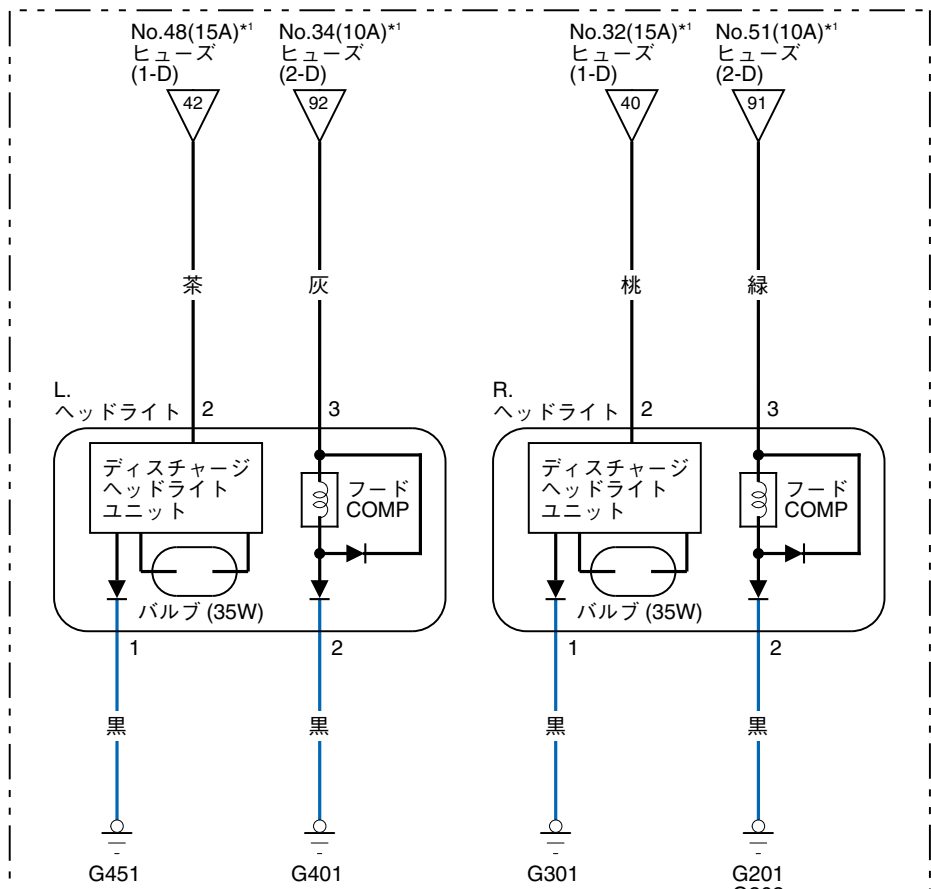 No.48(15A)*1
ヒューズ
(1-D)
42
No.34(10A)*1
ヒューズ
(2-D)
92
No.32(15A)*1
ヒューズ
(1-D)
40
No.51(10A)*1
ヒューズ
(2-D)
91
茶
灰
桃
緑
L.
ヘッドライト
2
3
ディスチャージ
ヘッドライト
ユニット
フード
COMP
バルブ (35W)
1
2
R.
ヘッドライト
2
3
ディスチャージ
ヘッドライト
ユニット
フード
COMP
バルブ (35W)
1
2
黒
黒
黒
黒
G451
G401
G301
G201